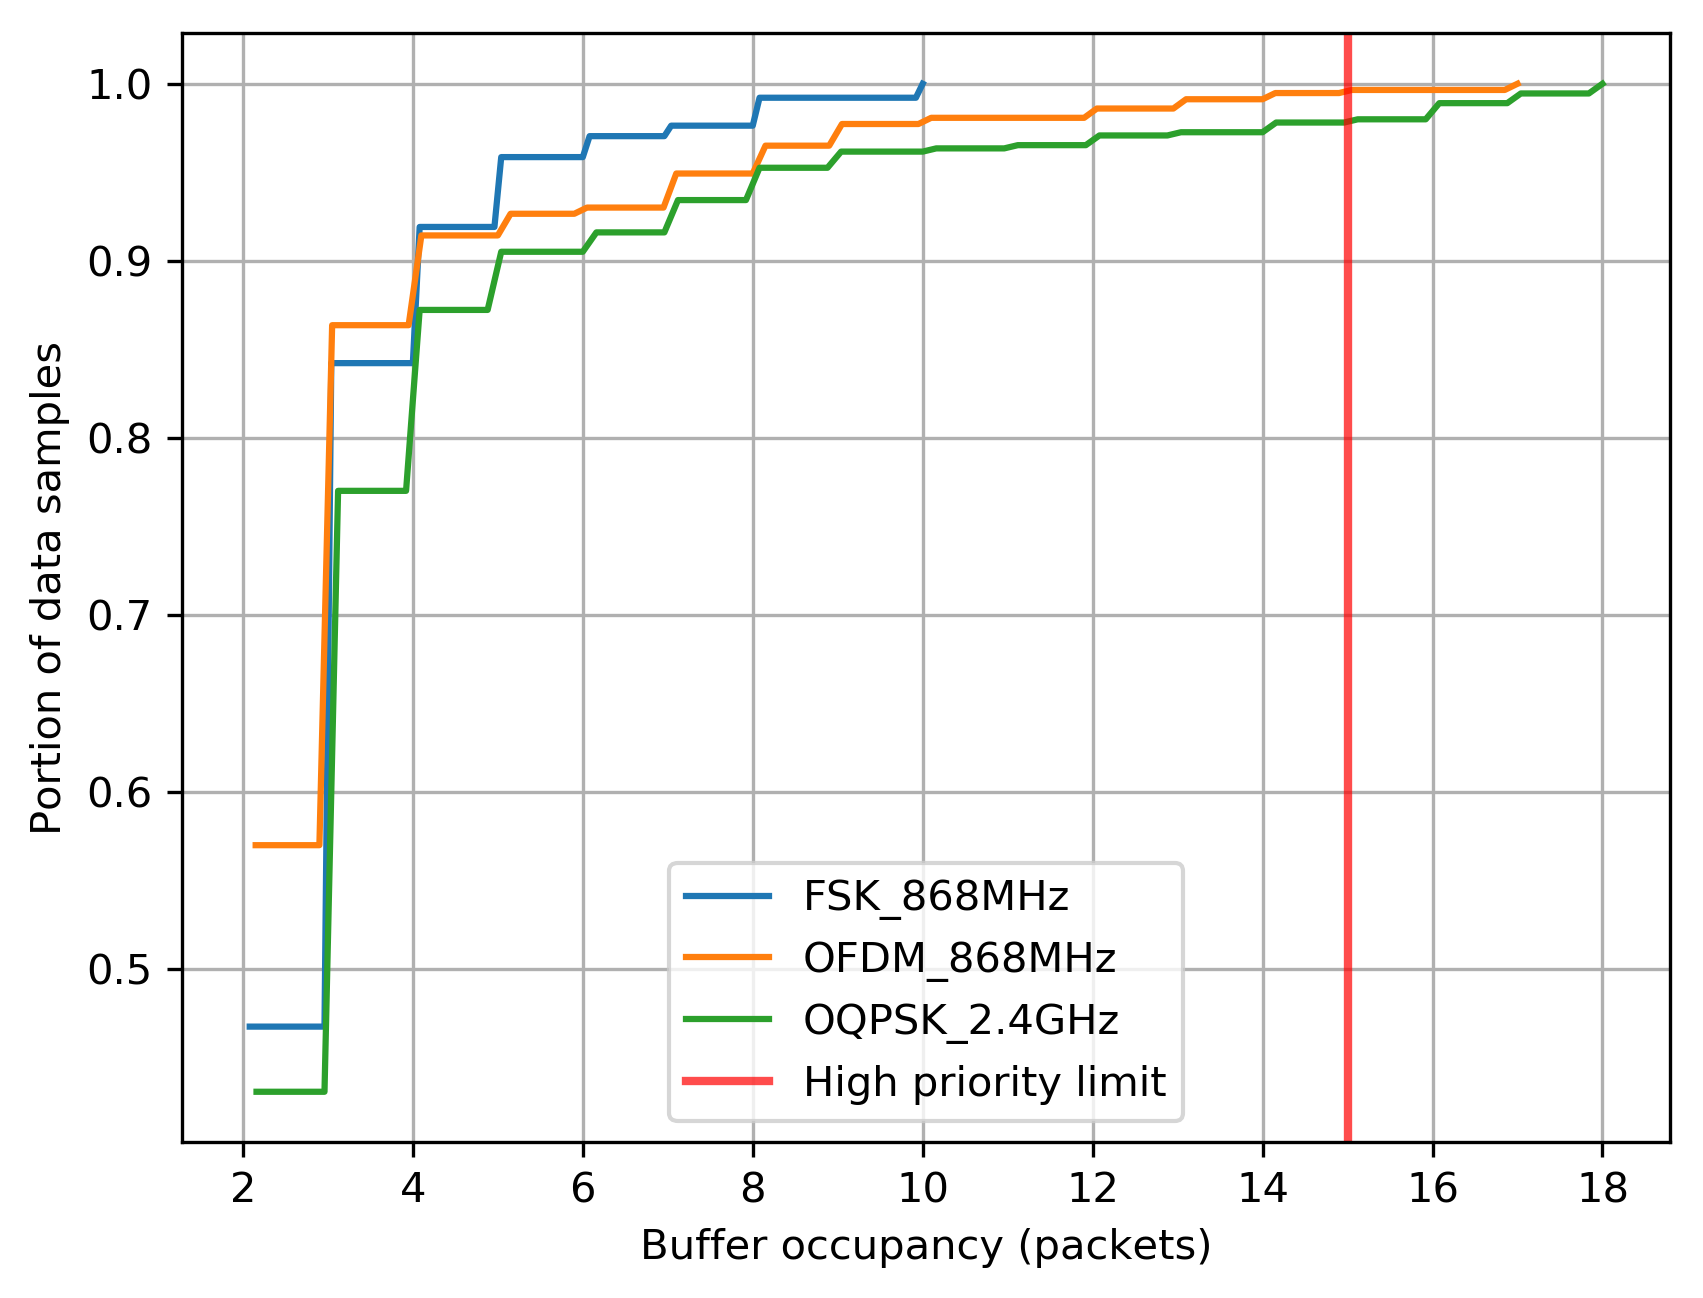 1.0
0.9
0.8
0.7
0.6
0.5
Portion of data samples
FSK_868MHz
OFDM_868MHz
OQPSK_2.4GHz
High priority limit
2 4 6 8 10 12 14 16 18
Buffer occupancy (packets)